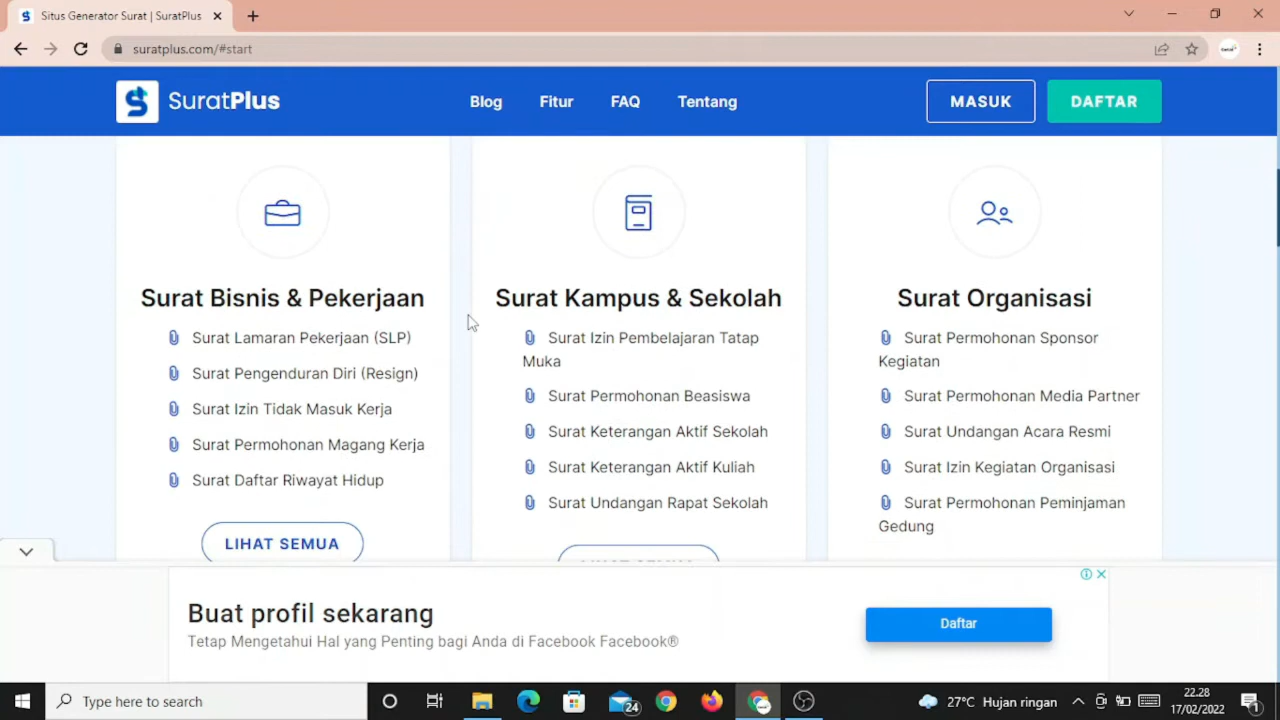 Situs Generator Surat | SuratPlus
suratplus.com/#start
SuratPlus
Blog
Fitur
FAQ
Tentang
MASUK
DAFTAR
Surat Bisnis & Pekerjaan
Surat Lamaran Pekerjaan (SLP)
Surat Pengenduran Diri (Resign)
Surat Izin Tidak Masuk Kerja
Surat Permohonan Magang Kerja
Surat Daftar Riwayat Hidup
LIHAT SEMUA
Surat Kampus & Sekolah
Surat Izin Pembelajaran Tatap
Muka
Surat Permohonan Beasiswa
Surat Keterangan Aktif Sekolah
Surat Keterangan Aktif Kuliah
Surat Undangan Rapat Sekolah
Surat Organisasi
Surat Permohonan Sponsor
Kegiatan
Surat Permohonan Media Partner
Surat Undangan Acara Resmi
Surat Izin Kegiatan Organisasi
Surat Permohonan Peminjaman
Gedung
Buat profil sekarang
Tetap Mengetahui Hal yang Penting bagi Anda di Facebook Facebook®
Daftar
Type here to search
24
27°C Hujan ringan
22.28
17/02/2022
1